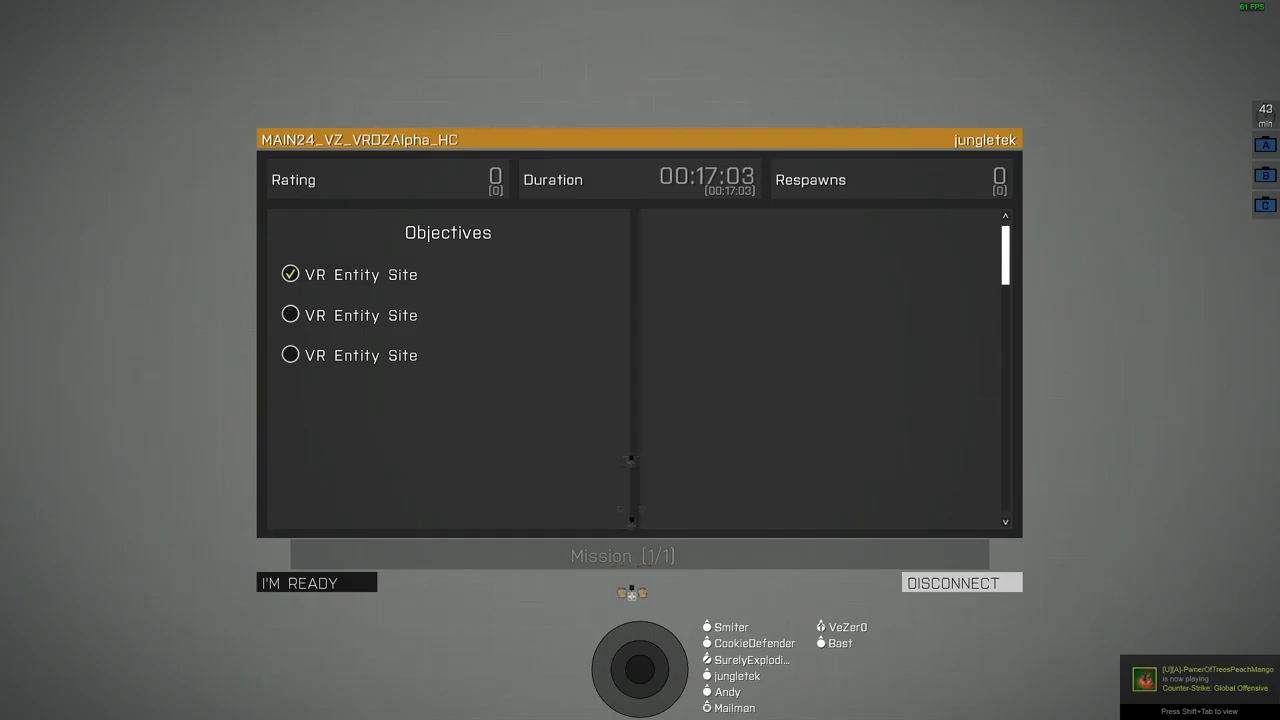 61 FPS
43
min
A
B
C
MAIN24_VZ_VRDZAlpha_HC jungletek
Rating 0 [0] Duration 00:17:03 [00:17:03] Respawns 0 [0]
Objectives
VR Entity Site
VR Entity Site
VR Entity Site
Mission [1/1]
I'M READY DISCONNECT
Smiter VeZer0
CookieDefender Bast
SurelyExplodi...
jungletek
Andy
Mailman
[U][A]-PwnerOfTreesPeachMango
is now playing
Counter-Strike: Global Offensive
Press Shift+Tab to view